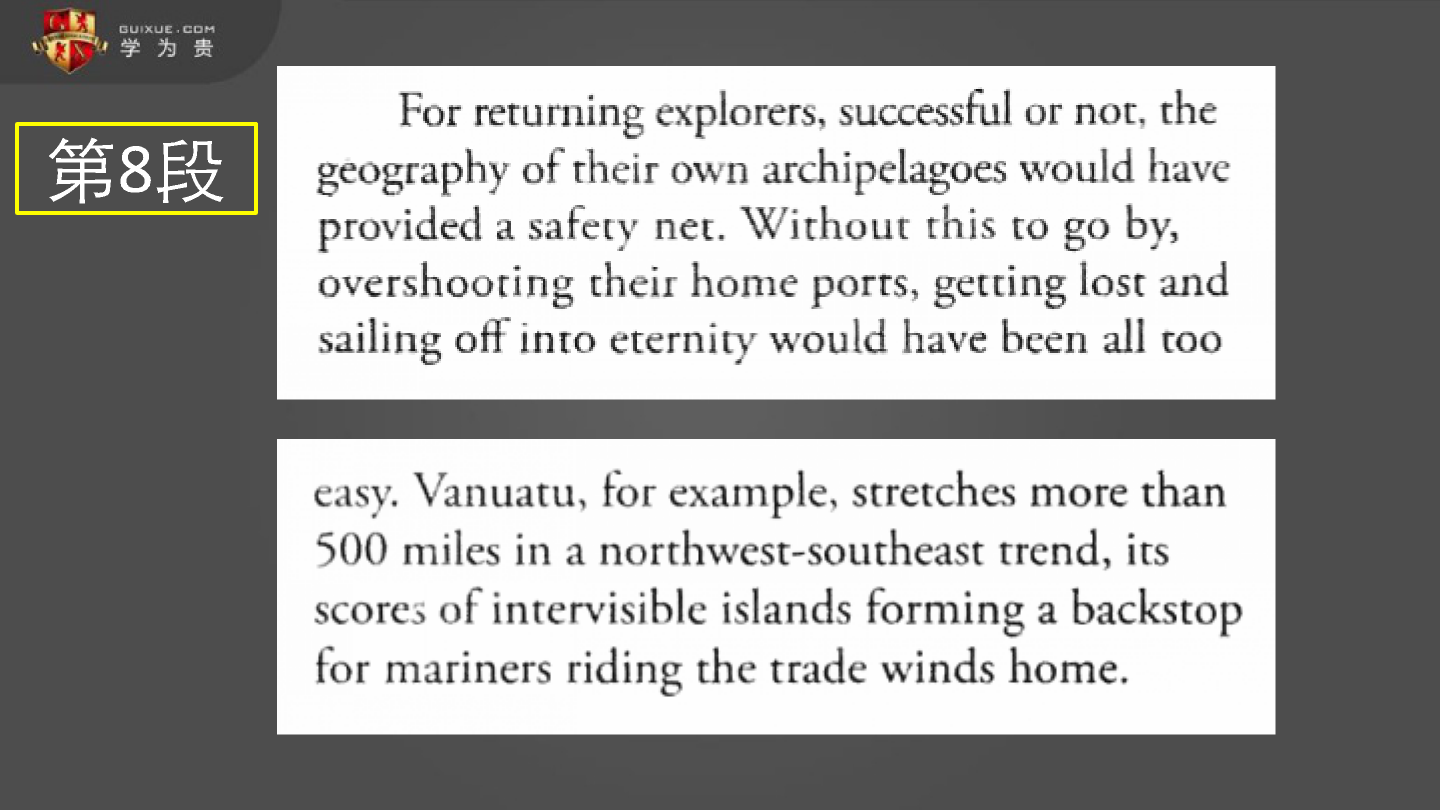 GUIXUE.COM
学为贵
第8段
For returning explorers, successful or not, the
geography of their own archipelagoes would have
provided a safety net. Without this to go by,
overshooting their home ports, getting lost and
sailing off into eternity would have been all too
easy. Vanuatu, for example, stretches more than
500 miles in a northwest-southeast trend, its
scores of intervisible islands forming a backstop
for mariners riding the trade winds home.